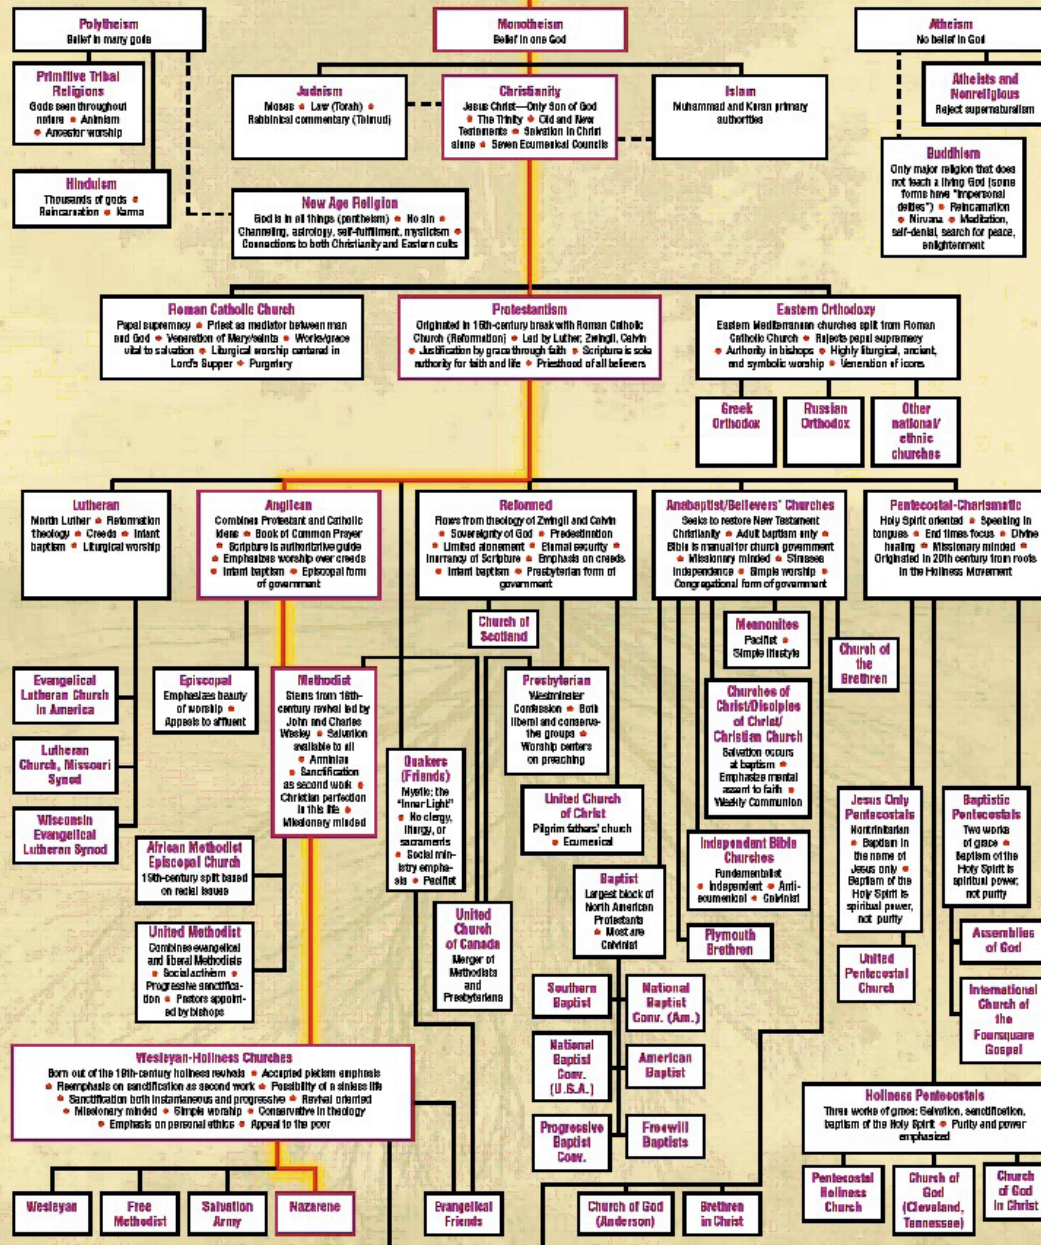 Polytheism
Belief in many gods
Monotheism
Belief in one God
Atheism
No belief in God
Primitive Tribal
Religions
Gods seen throughout
nature • Animism
• Ancestor worship
Judaism
Moses • Law (Torah) •
Rabbinical commentary (Talmud)
Christianity
Jesus Christ—Only Son of God
• The Trinity • Old and New
Testaments • Salvation in Christ
alone • Seven Ecumenical Councils
Islam
Muhammad and Koran primary
authorities
Atheists and
Nonreligious
Reject supernaturalism
Hinduism
Thousands of gods •
Reincarnation • Karma
New Age Religion
God is in all things (pantheism) • No sin •
Channeling, astrology, self-fulfillment, mysticism •
Connections to both Christianity and Eastern cults
Buddhism
Only major religion that does
not teach a living God (some
forms have "impersonal
deities") • Reincarnation
• Nirvana • Meditation,
self-denial, search for peace,
enlightenment
Roman Catholic Church
Papal supremacy • Priest as mediator between man
and God • Veneration of Mary/saints • Works/grace
vital to salvation • Liturgical worship centered in
Lord's Supper • Purgatory
Protestantism
Originated in 16th-century break with Roman Catholic
Church (Reformation) • Led by Luther, Zwingli, Calvin
• Justification by grace through faith • Scripture is sole
authority for faith and life • Priesthood of all believers
Eastern Orthodoxy
Eastern Mediterranean churches split from Roman
Catholic Church • Rejects papal supremacy
• Authority in bishops • Highly liturgical, ancient,
and symbolic worship • Veneration of icons
Greek
Orthodox
Russian
Orthodox
Other
national/
ethnic
churches
Lutheran
Martin Luther • Reformation
theology • Creeds • Infant
baptism • Liturgical worship
Anglican
Combines Protestant and Catholic
ideas • Book of Common Prayer
• Scripture is authoritative guide
• Emphasizes worship over creeds
• Infant baptism • Episcopal form
of government
Reformed
Flows from theology of Zwingli and Calvin
• Sovereignty of God • Predestination
• Limited atonement • Eternal security •
Inerrancy of Scripture • Emphasis on creeds
• Infant baptism • Presbyterian form of
government
Anabaptist/Believers' Churches
Seeks to restore New Testament
Christianity • Adult baptism only •
Bible is manual for church government
• Missionary minded • Stresses
independence • Simple worship •
Congregational form of government
Pentecostal-Charismatic
Holy Spirit oriented • Speaking in
tongues • End times focus • Divine
healing • Missionary minded •
Originated in 20th century from roots
in the Holiness Movement
Church of
Scotland
Mennonites
Pacifist •
Simple lifestyle
Church of
the
Brethren
Evangelical
Lutheran Church
in America
Episcopal
Emphasizes beauty
of worship •
Appeals to affluent
Methodist
Stems from 18th-
century revival led by
John and Charles
Wesley • Salvation
available to all
• Arminian
• Sanctification
as second work •
Christian perfection
in this life •
Missionary minded
Presbyterian
Westminster
Confession • Both
liberal and conserva-
tive groups •
Worship centers
on preaching
Churches of
Christ/Disciples
of Christ/
Christian Church
Salvation occurs
at baptism •
Emphasize mental
assent to faith •
Weekly Communion
Lutheran
Church, Missouri
Synod
Quakers
(Friends)
Mystic; the
"Inner Light"
• No clergy,
liturgy, or
sacraments
• Social min-
istry empha-
sis • Pacifist
United Church
of Christ
Pilgrim fathers' church
• Ecumenical
Jesus Only
Pentecostals
Nontrinitarian
• Baptism in
the name of
Jesus only •
Baptism of the
Holy Spirit is
spiritual power,
not purity
Baptistic
Pentecostals
Two works
of grace •
Baptism of the
Holy Spirit is
spiritual power,
not purity
Wisconsin
Evangelical
Lutheran Synod
African Methodist
Episcopal Church
19th-century split based
on racial issues
Independent Bible
Churches
Fundamentalist
• Independent • Anti-
ecumenical • Calvinist
Baptist
Largest block of
North American
Protestants
• Most are
Calvinist
United
Church
of Canada
Merger of
Methodists
and
Presbyterians
United Methodist
Combines evangelical
and liberal Methodists
• Social activism •
Progressive sanctifica-
tion • Pastors appoint-
ed by bishops
Plymouth
Brethren
Assemblies
of God
United
Pentecostal
Church
Southern
Baptist
National
Baptist
Conv. (Am.)
International
Church of
the
Foursquare
Gospel
National
Baptist
Conv.
(U.S.A.)
American
Baptist
Wesleyan-Holiness Churches
Born out of the 19th-century holiness revivals • Accepted pietism emphasis
• Reemphasis on sanctification as second work • Possibility of a sinless life
• Sanctification both instantaneous and progressive • Revival oriented
• Missionary minded • Simple worship • Conservative in theology
• Emphasis on personal ethics • Appeal to the poor
Holiness Pentecostals
Three works of grace: Salvation, sanctification,
baptism of the Holy Spirit • Purity and power
emphasized
Progressive
Baptist
Conv.
Freewill
Baptists
Wesleyan
Free
Methodist
Salvation
Army
Nazarene
Evangelical
Friends
Church of God
(Anderson)
Brethren
in Christ
Pentecostal
Holiness
Church
Church of
God
(Cleveland,
Tennessee)
Church
of God
in Christ